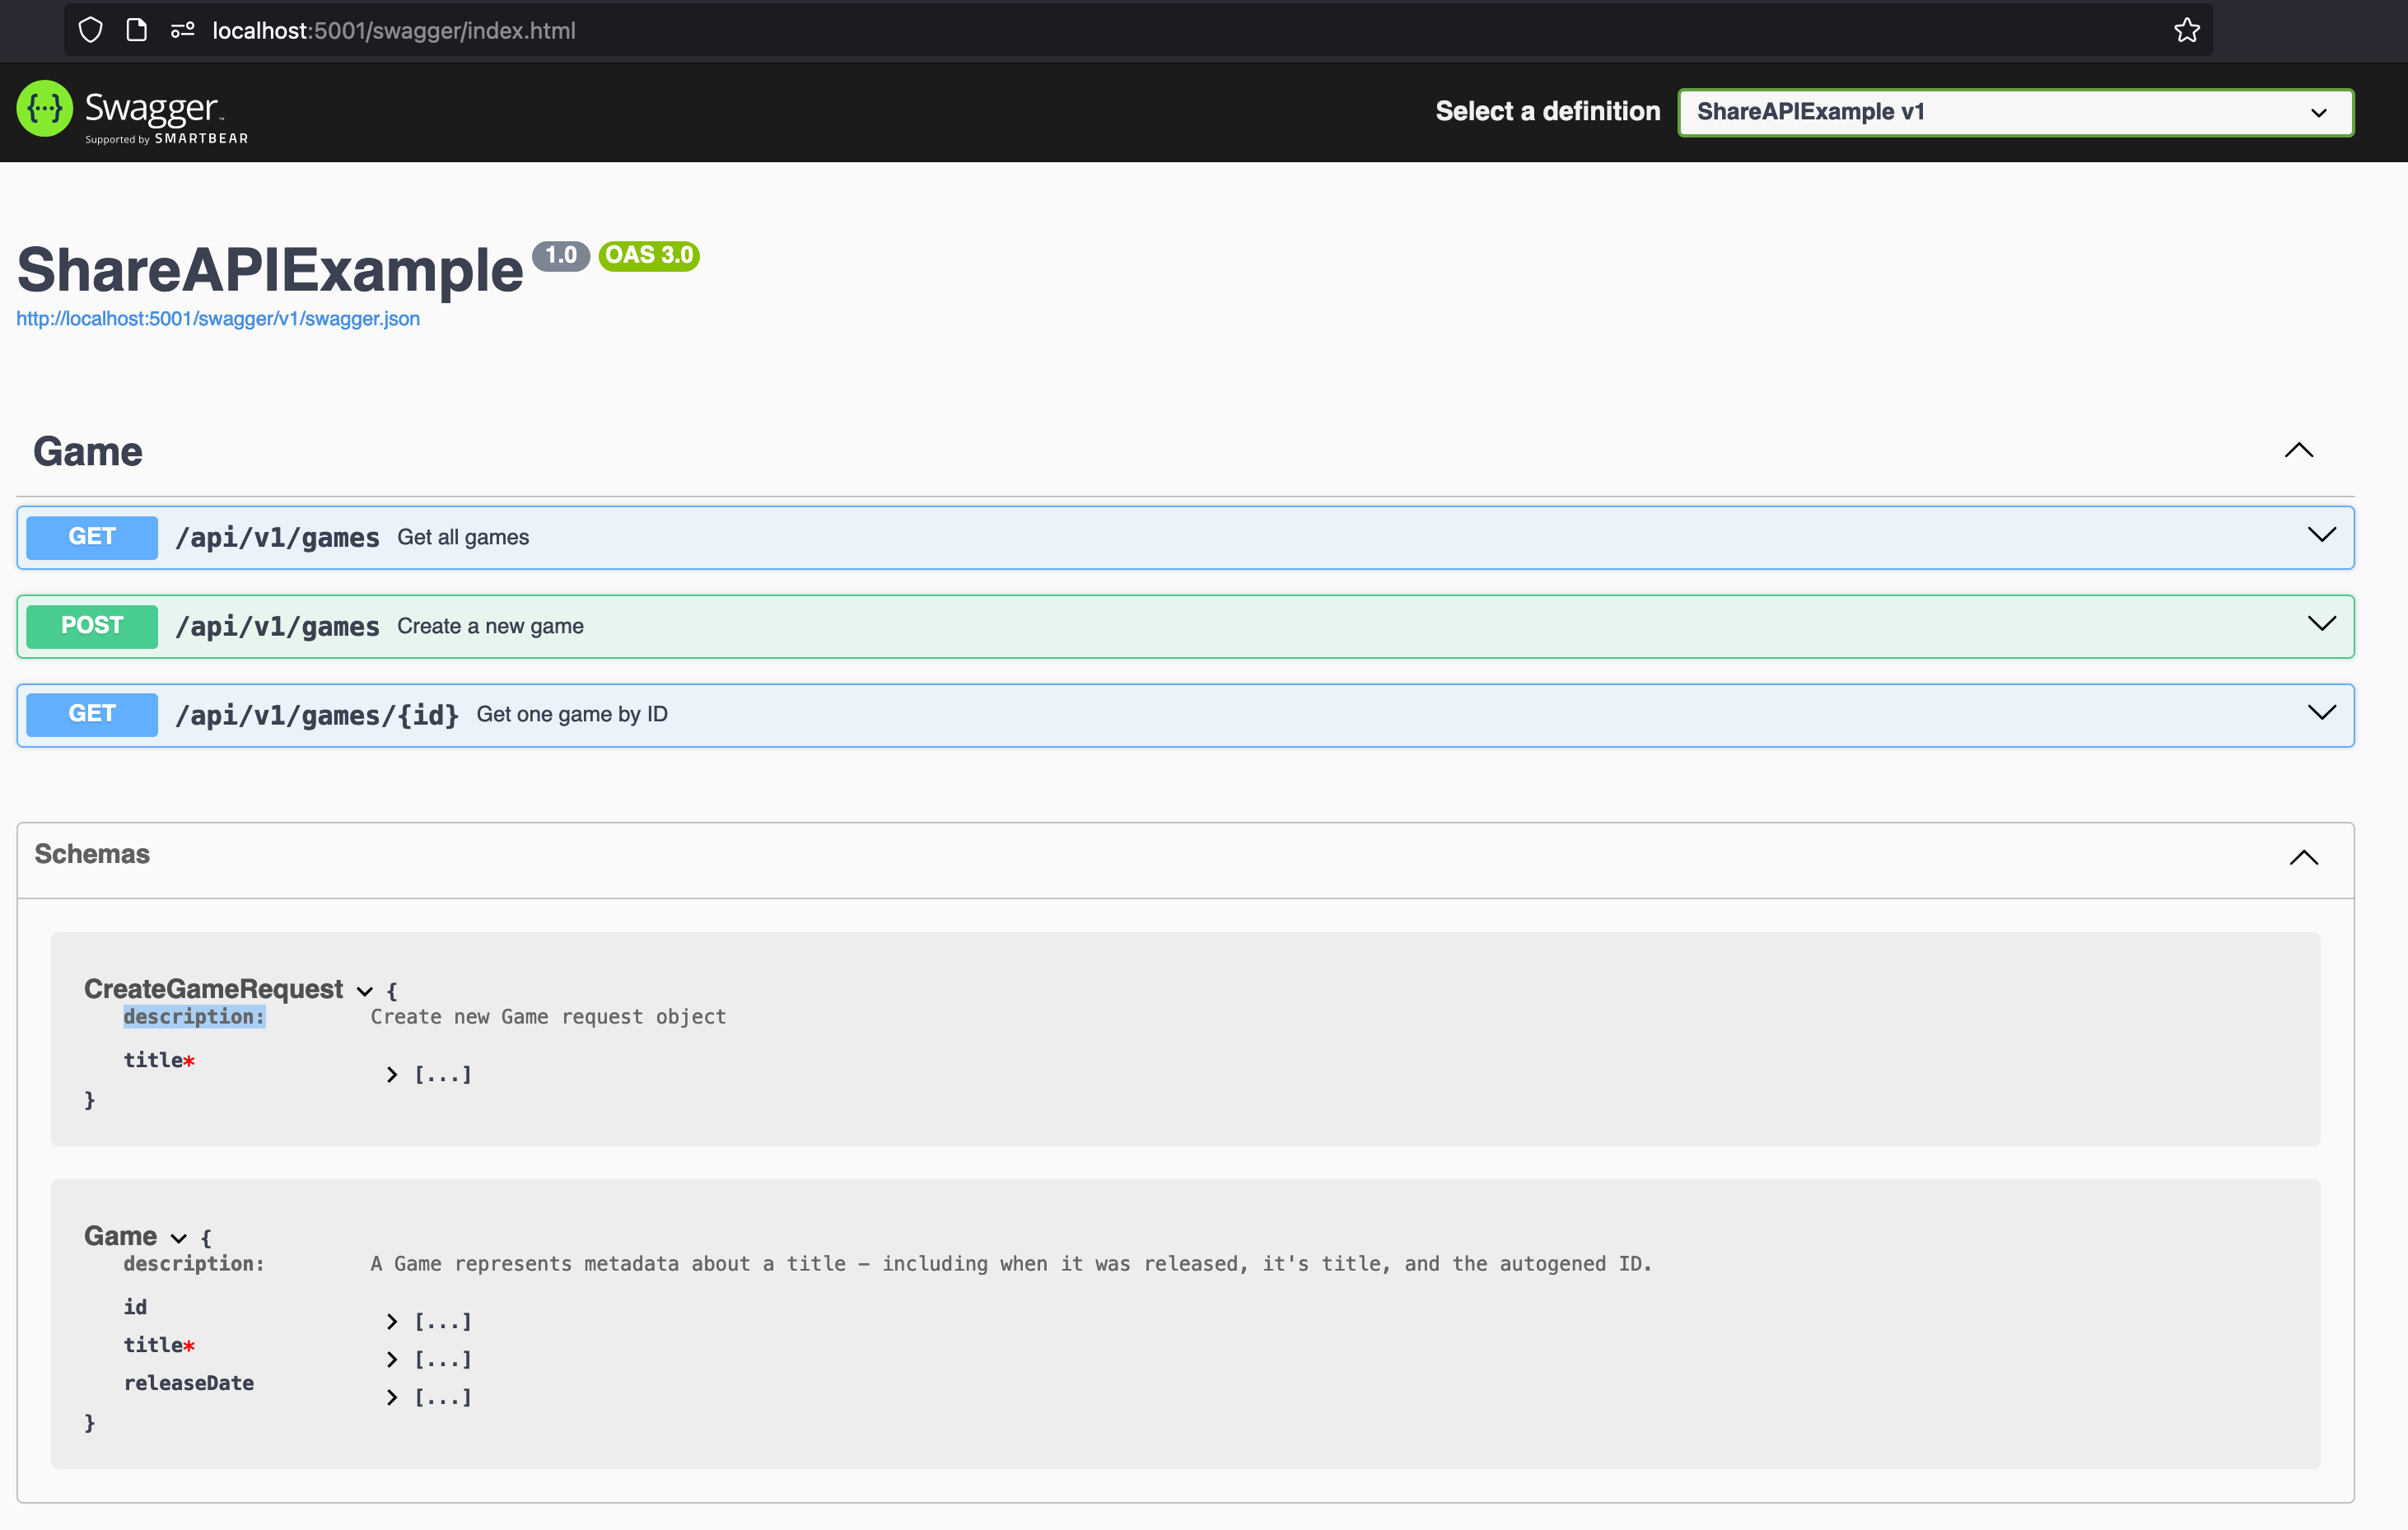 localhost:5001/swagger/index.html
{...} Swagger™
Supported by SMARTBEAR
Select a definition
ShareAPIExample v1
ShareAPIExample 1.0 OAS 3.0
http://localhost:5001/swagger/v1/swagger.json
Game
GET /api/v1/games Get all games
POST /api/v1/games Create a new game
GET /api/v1/games/{id} Get one game by ID
Schemas
CreateGameRequest {
description: Create new Game request object
title*
[...]
}
Game {
description: A Game represents metadata about a title – including when it was released, it's title, and the autogened ID.
id
[...]
title*
[...]
releaseDate
[...]
}